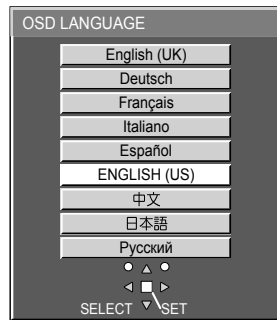 OSD LANGUAGE
English (UK)
Deutsch
Français
Italiano
Español
ENGLISH (US)
中文
日本語
Русский
SELECT SET